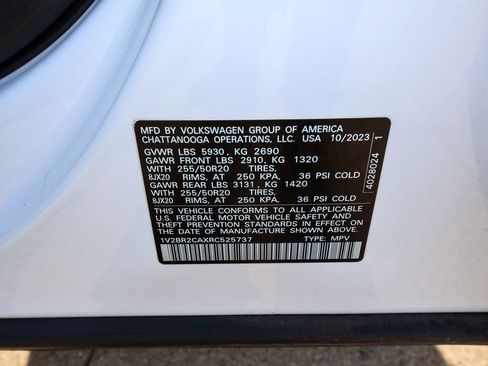 MFD BY VOLKSWAGEN GROUP OF AMERICA
CHATTANOOGA OPERATIONS, LLC. USA 10/2023
GVWR LBS 5930, KG 2690
GAWR FRONT LBS 2910, KG 1320
WITH 255/50R20 TIRES,
8JX20 RIMS, AT 250 KPA, 36 PSI COLD
GAWR REAR LBS 3131, KG 1420
WITH 255/50R20 TIRES,
8JX20 RIMS, AT 250 KPA, 36 PSI COLD
THIS VEHICLE CONFORMS TO ALL APPLICABLE
U.S. FEDERAL MOTOR VEHICLE SAFETY AND
THEFT PREVENTION STANDARDS IN EFFECT ON
THE DATE OF MANUFACTURE SHOWN ABOVE.
1V2BR2CAXRC525737 TYPE: MPV
4028024 1